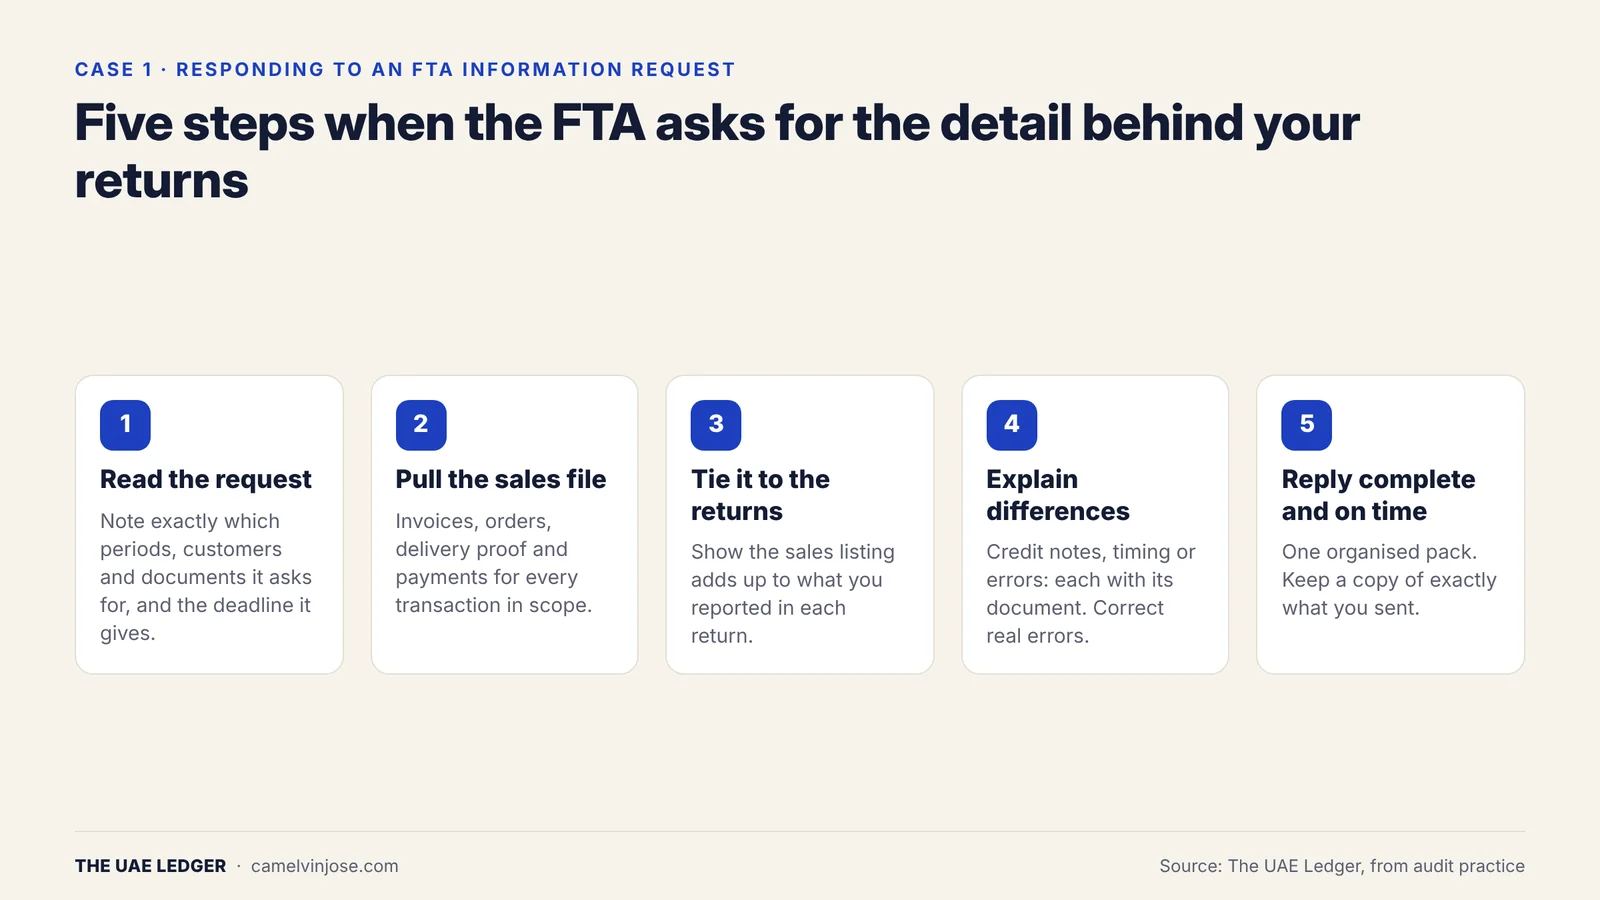 CASE 1 · RESPONDING TO AN FTA INFORMATION REQUEST
Five steps when the FTA asks for the detail behind your
returns
1
Read the request
Note exactly which
periods, customers
and documents it asks
for, and the deadline it
gives.
2
Pull the sales file
Invoices, orders,
delivery proof and
payments for every
transaction in scope.
3
Tie it to the
returns
Show the sales listing
adds up to what you
reported in each
return.
4
Explain
differences
Credit notes, timing or
errors: each with its
document. Correct
real errors.
5
Reply complete
and on time
One organised pack.
Keep a copy of exactly
what you sent.
THE UAE LEDGER · camelvinjose.com
Source: The UAE Ledger, from audit practice